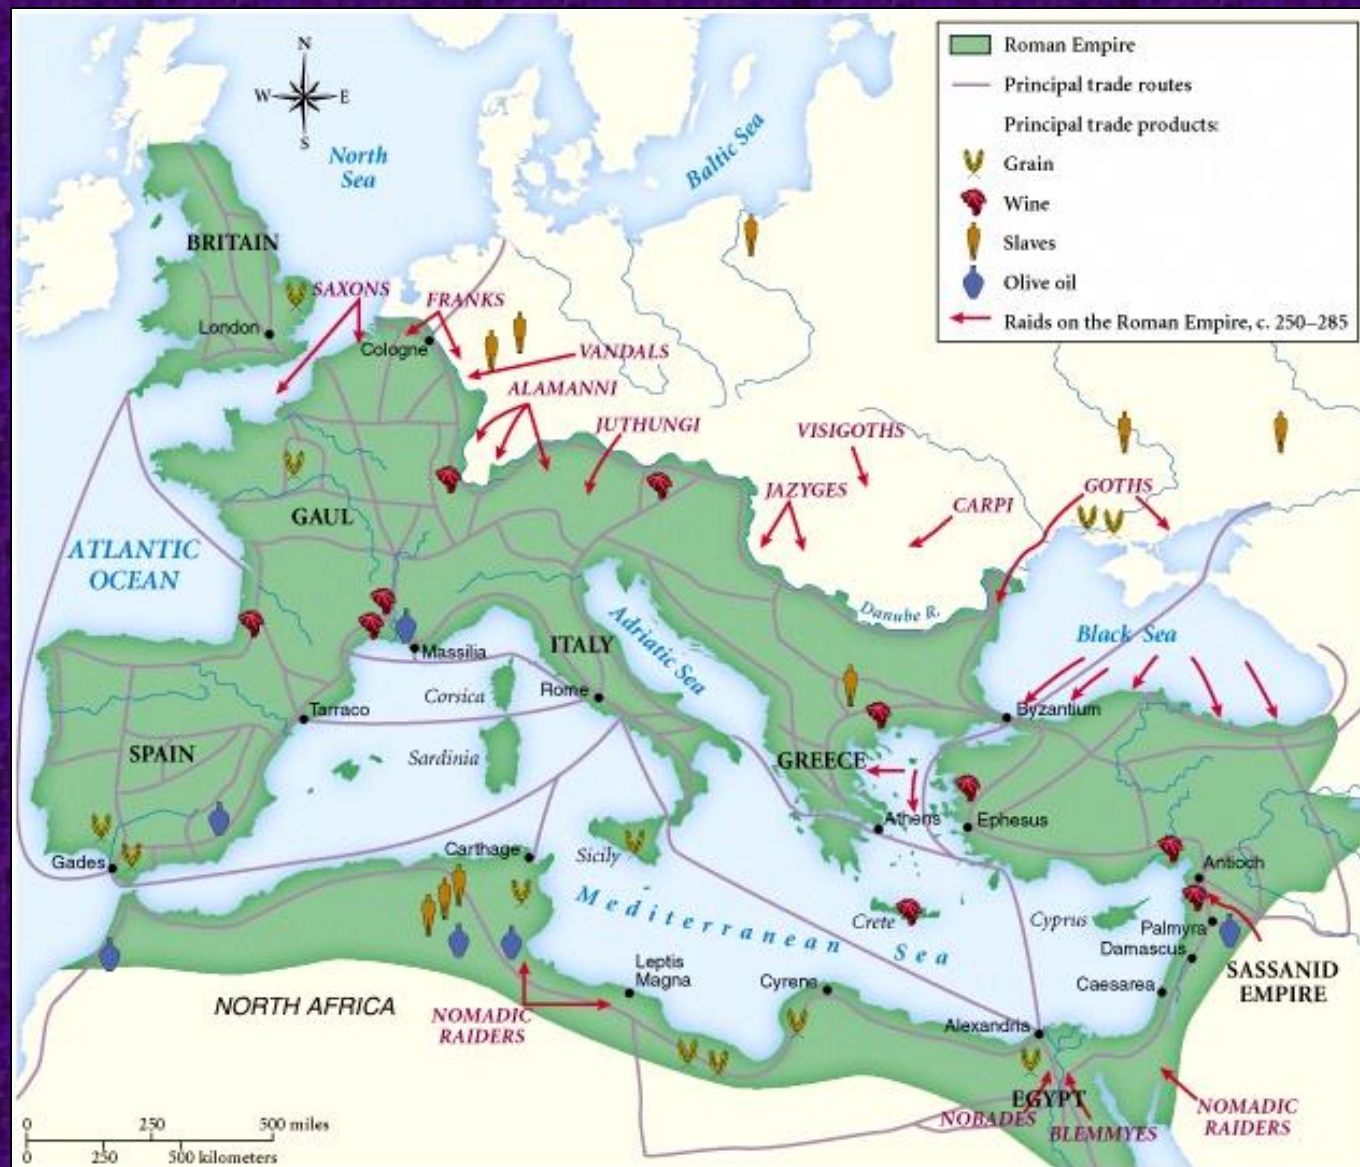 Roman Empire
Principal trade routes
Principal trade products:
Grain
Wine
Slaves
Olive oil
Raids on the Roman Empire, c. 250–285
N
W
E
S
North
Sea
Baltic Sea
BRITAIN
London
SAXONS
FRANKS
Cologne
VANDALS
ALAMANNI
JUTHUNGI
VISIGOTHS
JAZYGES
CARPI
GOTHS
GAUL
ATLANTIC
OCEAN
Danube R.
Black Sea
Adriatic Sea
ITALY
Massilia
Corsica
Rome
Tarraco
Byzantium
SPAIN
Sardinia
GREECE
Athens
Ephesus
Gades
Carthage
Sicily
Antioch
Mediterranean
Sea
Crete
Cyprus
Palmyra
Damascus
SASSANID
EMPIRE
Leptis
Magna
Cyrene
Caesarea
NORTH AFRICA
NOMADIC
RAIDERS
Alexandria
EGYPT
NOBADES
BLEMMYES
NOMADIC
RAIDERS
0 250 500 miles
0 250 500 kilometers